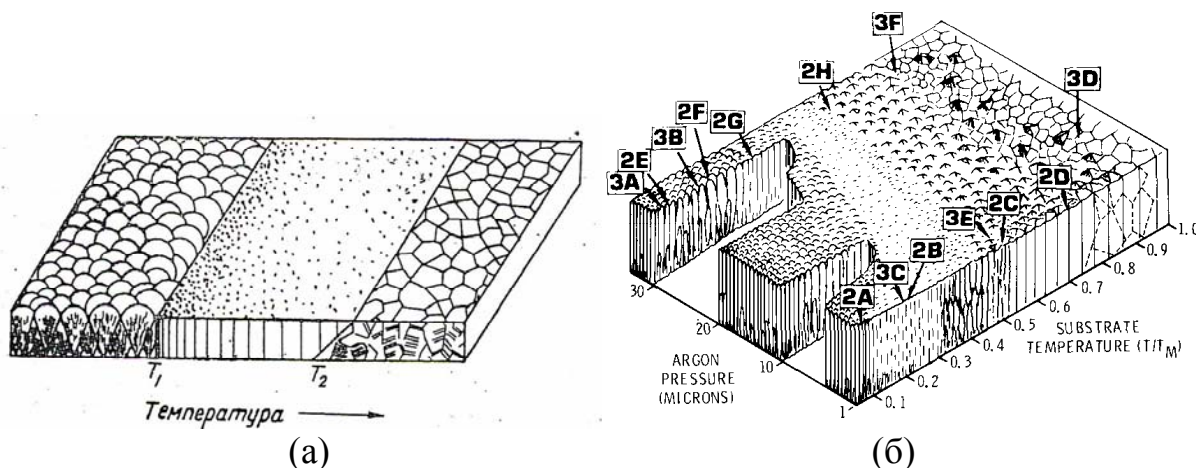 T₁
T₂
Температура
(а)
3F
2H
3D
2F
3B
2G
2E
3A
2D
2C
3E
2B
3C
2A
30
20
10
1
ARGON
PRESSURE
(MICRONS)
0.1
0.2
0.3
0.4
0.5
0.6
0.7
0.8
0.9
1.0
SUBSTRATE
TEMPERATURE (T/T_M)
(б)